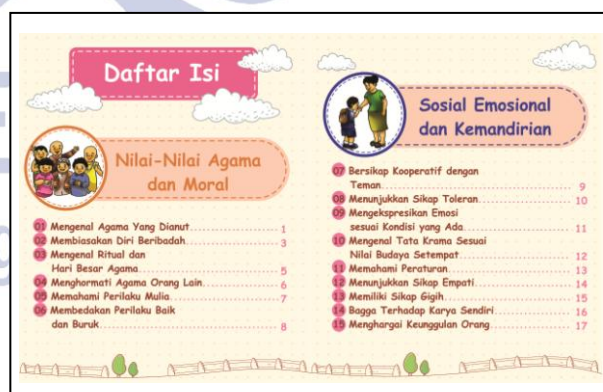 Daftar Isi
Nilai-Nilai Agama
dan Moral
01 Mengenal Agama Yang Dianut 1
02 Membiasakan Diri Beribadah 3
03 Mengenal Ritual dan
Hari Besar Agama 5
04 Menghormati Agama Orang Lain 6
05 Memahami Perilaku Mulia 7
06 Membedakan Perilaku Baik
dan Buruk 8
Sosial Emosional
dan Kemandirian
07 Bersikap Kooperatif dengan
Teman 9
08 Menunjukkan Sikap Toleran 10
09 Mengekspresikan Emosi
sesuai Kondisi yang Ada 11
10 Mengenal Tata Krama Sesuai
Nilai Budaya Setempat 12
11 Memahami Peraturan 13
12 Menunjukkan Sikap Empati 14
13 Memiliki Sikap Gigih 15
14 Bagga Terhadap Karya Sendiri 16
15 Menghargai Keunggulan Orang 17